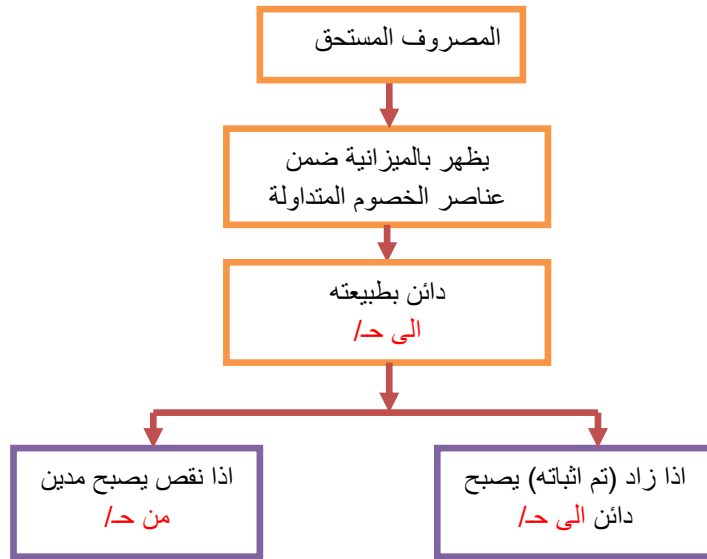 المصروف المستحق
يظهر بالميزانية ضمن
عناصر الخصوم المتداولة
دائن بطبيعته
الى حـ/
اذا زاد (تم اثباته) يصبح
دائن الى حـ/
اذا نقص يصبح مدين
من حـ/